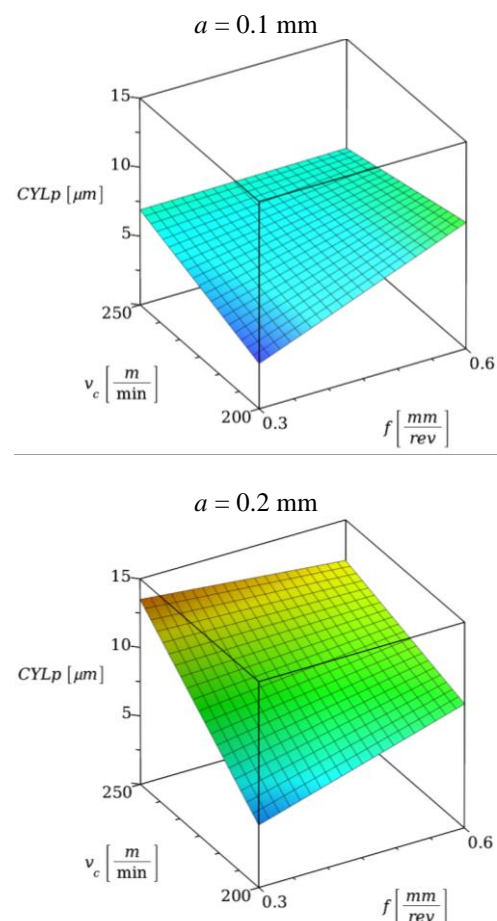 a = 0.1 mm
15
10
CYLp [μm]
5
250
0.6
v_c [m/min]
200
0.3
f [mm/rev]
a = 0.2 mm
15
10
CYLp [μm]
5
250
0.6
v_c [m/min]
200
0.3
f [mm/rev]